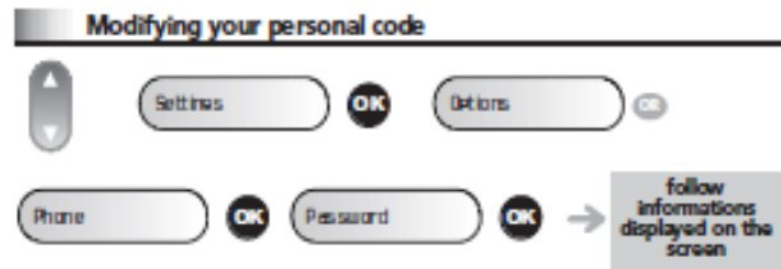 Modifying your personal code
Settings OK Options OK
Phone OK Password OK
follow
informations
displayed on the
screen